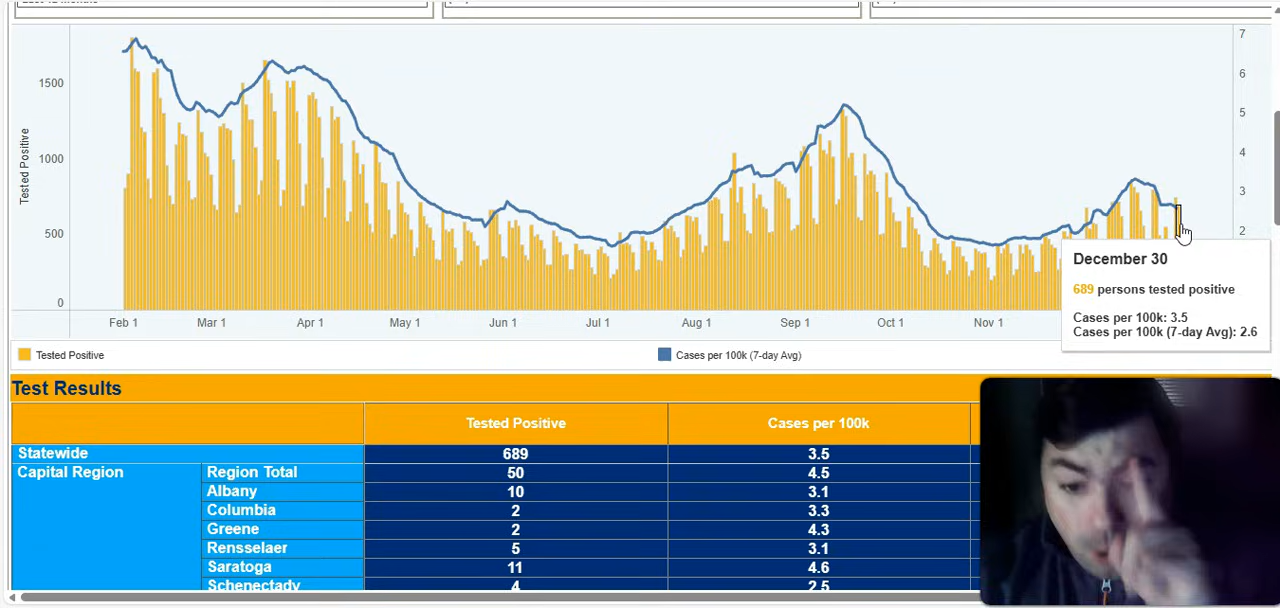 7
1500
6
5
1000
4
3
500
2
0
Tested Positive
Feb 1 Mar 1 Apr 1 May 1 Jun 1 Jul 1 Aug 1 Sep 1 Oct 1 Nov 1
December 30
689 persons tested positive
Cases per 100k: 3.5
Cases per 100k (7-day Avg): 2.6
Tested Positive Cases per 100k (7-day Avg)
Test Results
Tested Positive Cases per 100k
Statewide 689 3.5
Capital Region Region Total 50 4.5
Albany 10 3.1
Columbia 2 3.3
Greene 2 4.3
Rensselaer 5 3.1
Saratoga 11 4.6
Schenectady 4 2.5